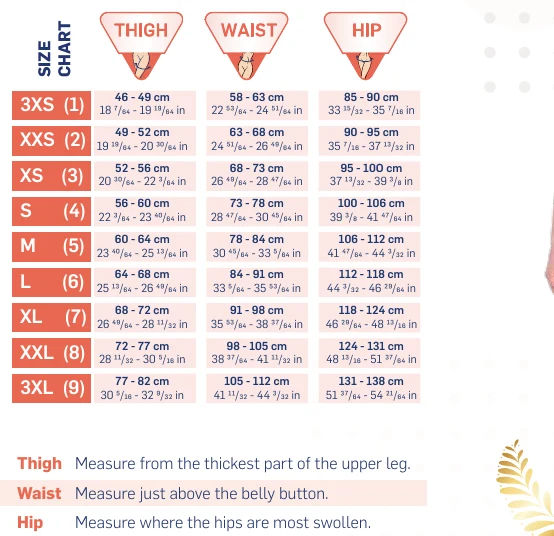 SIZE CHART
THIGH WAIST HIP
3XS (1) 46 - 49 cm 58 - 63 cm 85 - 90 cm
18 7/64 - 19 19/64 in 22 53/64 - 24 51/64 in 33 15/32 - 35 7/16 in
XXS (2) 49 - 52 cm 63 - 68 cm 90 - 95 cm
19 19/64 - 20 30/64 in 24 51/64 - 26 49/64 in 35 7/16 - 37 13/32 in
XS (3) 52 - 56 cm 68 - 73 cm 95 - 100 cm
20 30/64 - 22 3/64 in 26 49/64 - 28 47/64 in 37 13/32 - 39 3/8 in
S (4) 56 - 60 cm 73 - 78 cm 100 - 106 cm
22 3/64 - 23 40/64 in 28 47/64 - 30 45/64 in 39 3/8 - 41 47/64 in
M (5) 60 - 64 cm 78 - 84 cm 106 - 112 cm
23 40/64 - 25 13/64 in 30 45/64 - 33 5/64 in 41 47/64 - 44 3/32 in
L (6) 64 - 68 cm 84 - 91 cm 112 - 118 cm
25 13/64 - 26 49/64 in 33 5/64 - 35 53/64 in 44 3/32 - 46 29/64 in
XL (7) 68 - 72 cm 91 - 98 cm 118 - 124 cm
26 49/64 - 28 11/32 in 35 53/64 - 38 37/64 in 46 29/64 - 48 13/16 in
XXL (8) 72 - 77 cm 98 - 105 cm 124 - 131 cm
28 11/32 - 30 5/16 in 38 37/64 - 41 11/32 in 48 13/16 - 51 37/64 in
3XL (9) 77 - 82 cm 105 - 112 cm 131 - 138 cm
30 5/16 - 32 9/32 in 41 11/32 - 44 3/32 in 51 37/64 - 54 21/64 in
Thigh Measure from the thickest part of the upper leg.
Waist Measure just above the belly button.
Hip Measure where the hips are most swollen.